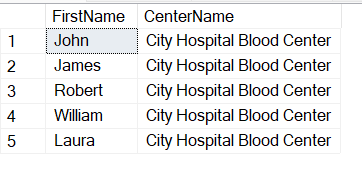 FirstName CenterName
1 John City Hospital Blood Center
2 James City Hospital Blood Center
3 Robert City Hospital Blood Center
4 William City Hospital Blood Center
5 Laura City Hospital Blood Center